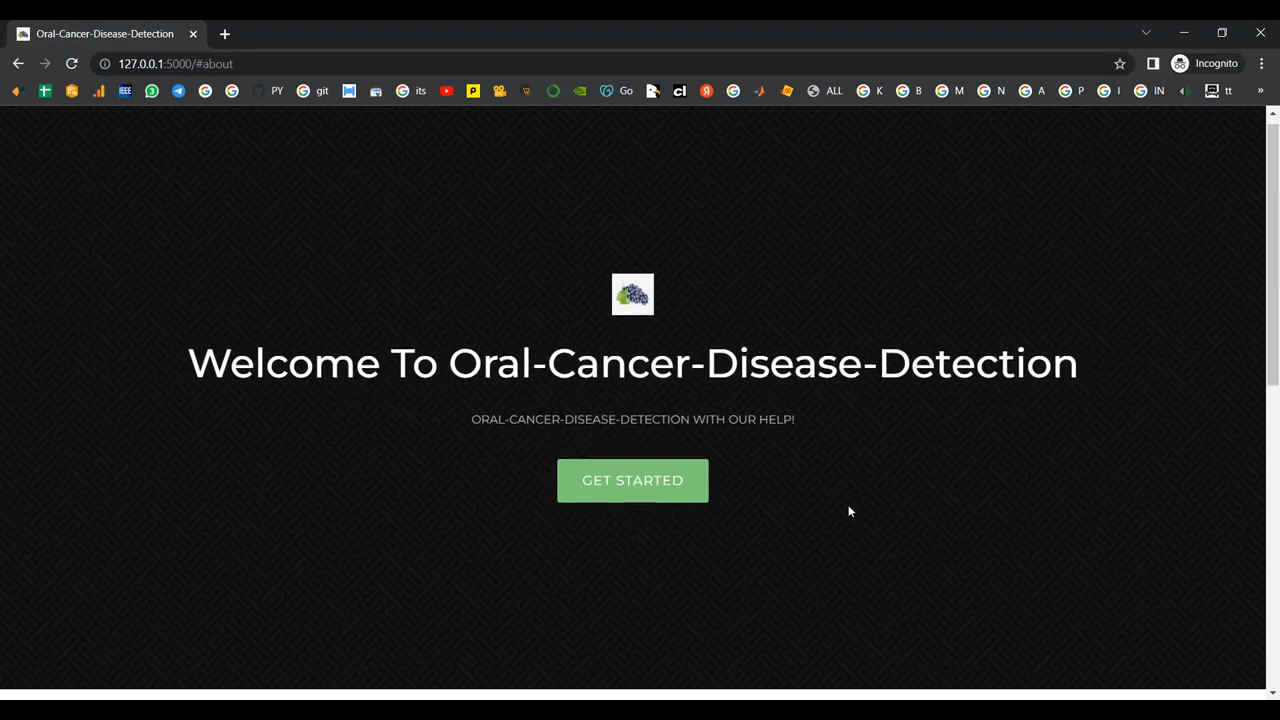 Oral-Cancer-Disease-Detection
127.0.0.1:5000/#about
Incognito
PY
git
its
Go
ALL
K
B
M
N
A
P
I
IN
tt
»
Welcome To Oral-Cancer-Disease-Detection
ORAL-CANCER-DISEASE-DETECTION WITH OUR HELP!
GET STARTED